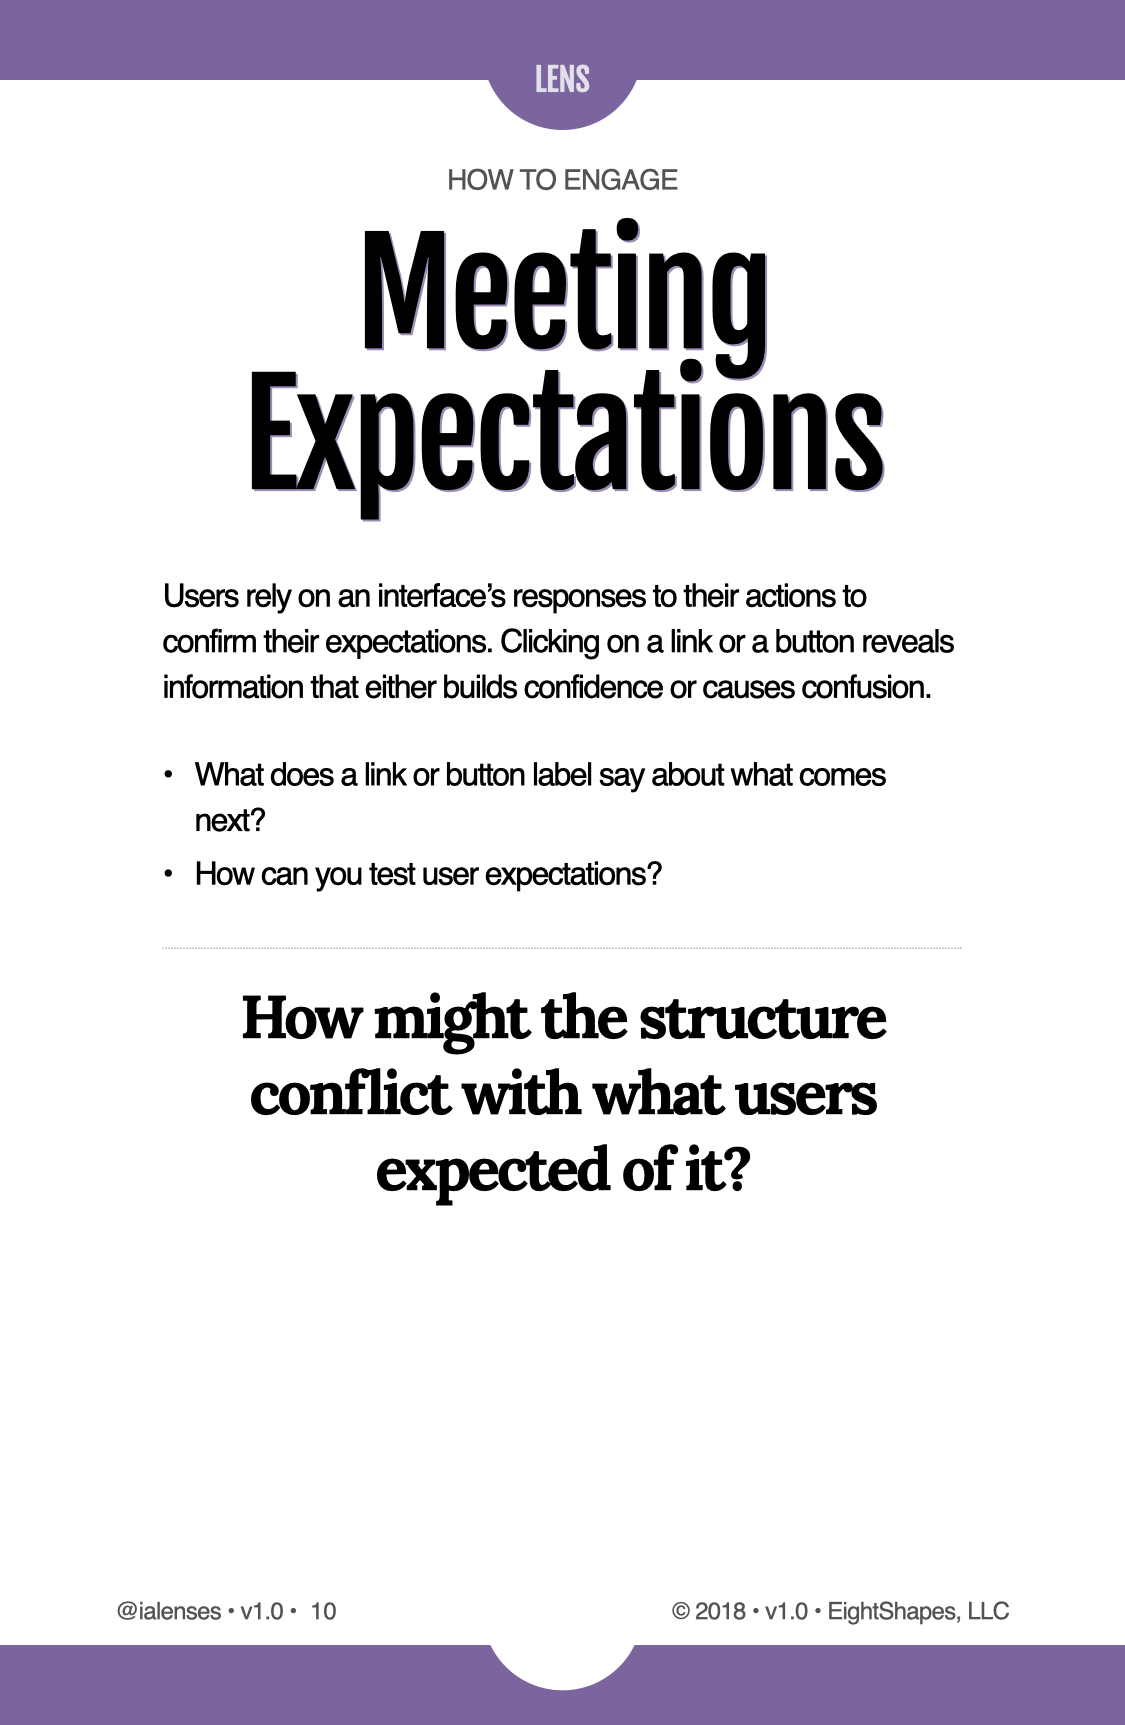 LENS
HOW TO ENGAGE
Meeting
Expectations
Users rely on an interface’s responses to their actions to
confirm their expectations. Clicking on a link or a button reveals
information that either builds confidence or causes confusion.
• What does a link or button label say about what comes
next?
• How can you test user expectations?
How might the structure
conflict with what users
expected of it?
@ialenses • v1.0 • 10
© 2018 • v1.0 • EightShapes, LLC